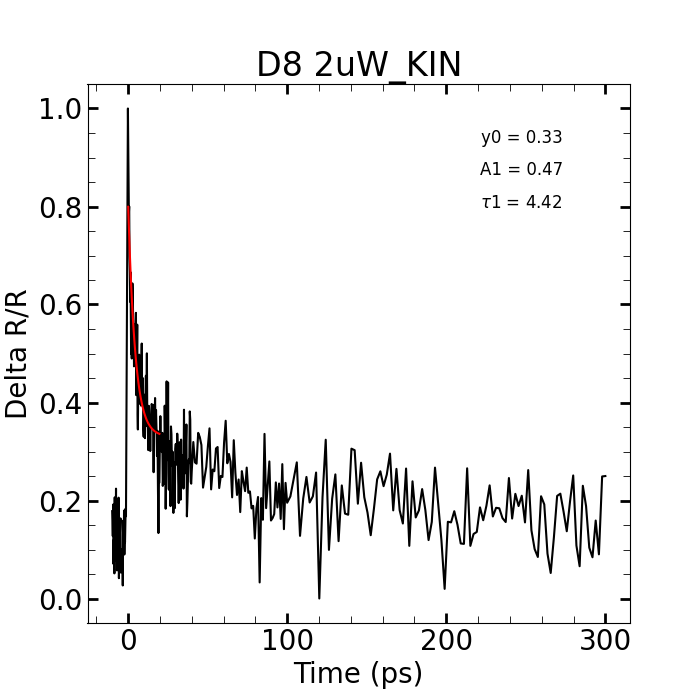 D8 2uW_KIN
1.0
0.8
0.6
0.4
0.2
0.0
Delta R/R
y0 = 0.33
A1 = 0.47
τ1 = 4.42
0
100
200
300
Time (ps)